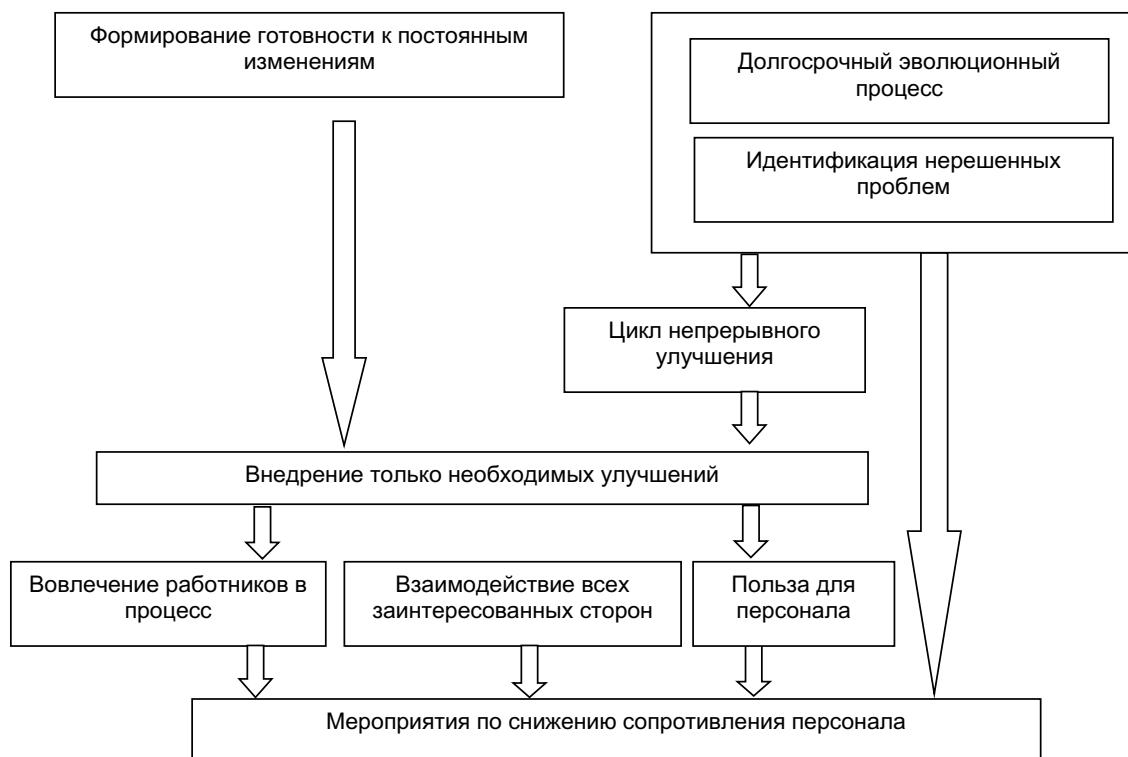 Формирование готовности к постоянным
изменениям
Долгосрочный эволюционный
процесс
Идентификация нерешенных
проблем
Цикл непрерывного
улучшения
Внедрение только необходимых улучшений
Вовлечение работников в
процесс
Взаимодействие всех
заинтересованных сторон
Польза для
персонала
Мероприятия по снижению сопротивления персонала